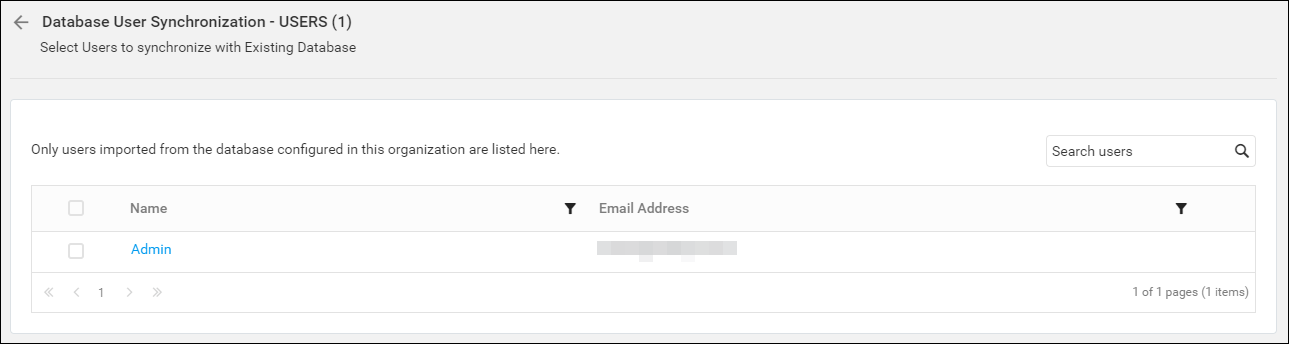 Database User Synchronization - USERS (1)
Select Users to synchronize with Existing Database
Only users imported from the database configured in this organization are listed here.
Search users
Name
Email Address
Admin
1
1 of 1 pages (1 items)